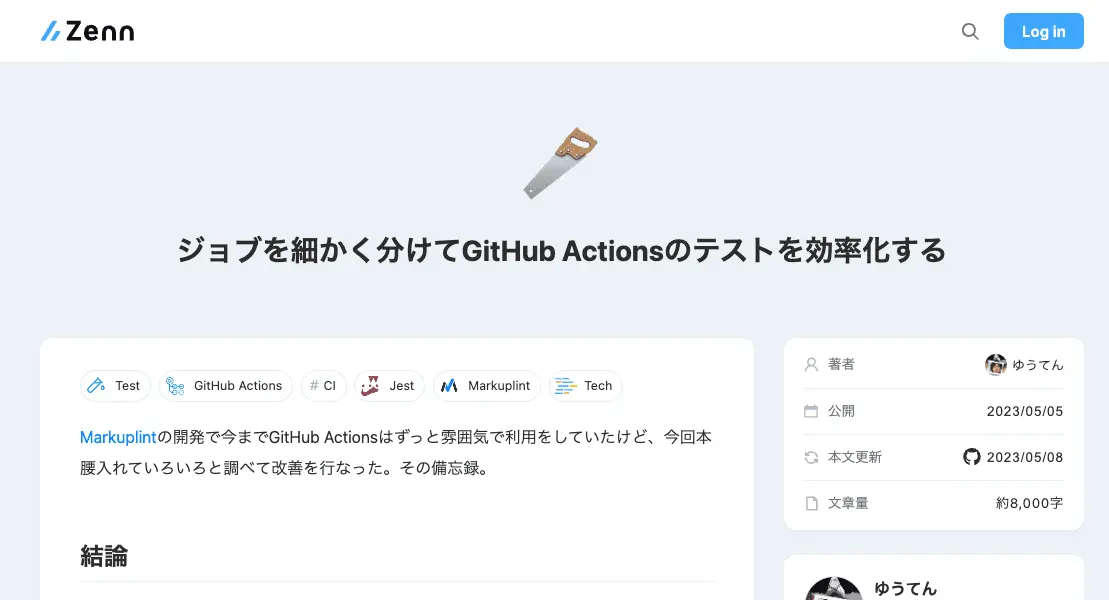 Zenn
Log in
ジョブを細かく分けてGitHub Actionsのテストを効率化する
Test
GitHub Actions
# CI
Jest
Markuplint
Tech
Markuplintの開発で今までGitHub Actionsはずっと雰囲気で利用をしていたけど、今回本
腰入れていろいろと調べて改善を行なった。その備忘録。
結論
著者 ゆうてん
公開 2023/05/05
本文更新 2023/05/08
文章量 約8,000字
ゆうてん